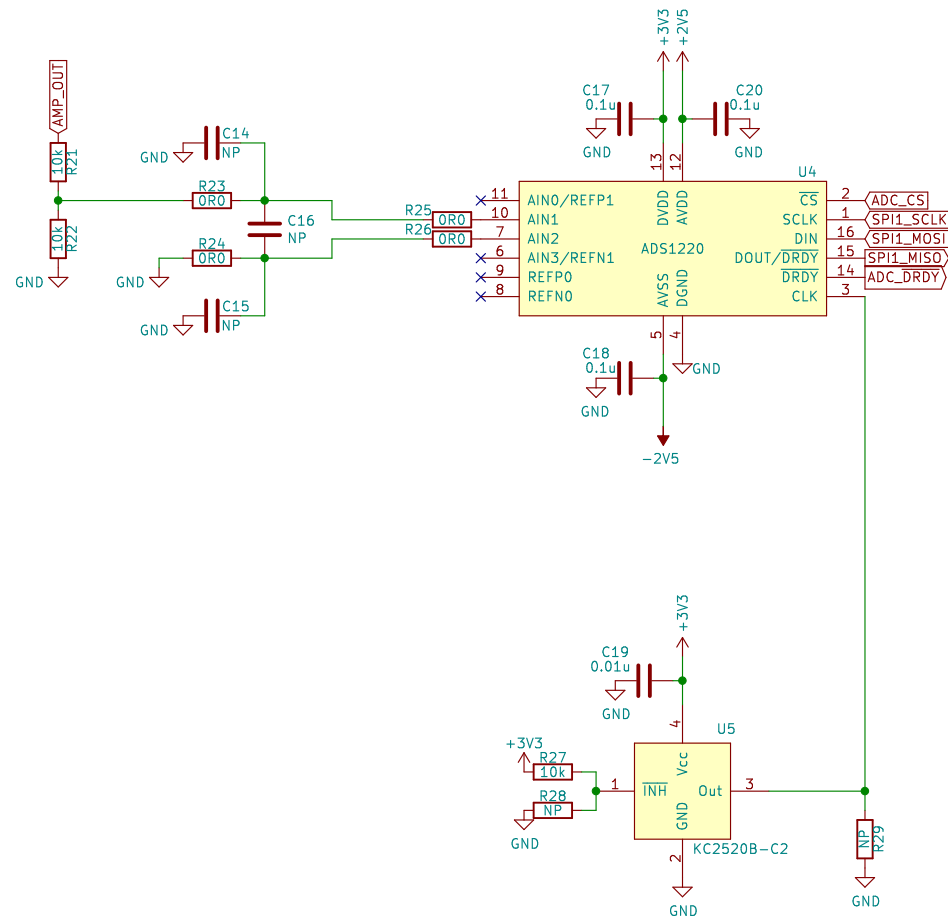 +3V3
+2V5
AMP_OUT
10k
R21
10k
R22
GND
C14
NP
GND
R23
0R0
C16
NP
R24
0R0
GND
C15
NP
GND
R25
0R0
R26
0R0
C17
0.1u
GND
C20
0.1u
GND
13
12
U4
11
AIN0/REFP1
10
AIN1
7
AIN2
6
AIN3/REFN1
9
REFP0
8
REFN0
DVDD
AVDD
ADS1220
AVSS
DGND
CS
2
ADC_CS
SCLK
1
SPI1_SCLK
DIN
16
SPI1_MOSI
DOUT/DRDY
15
SPI1_MISO
DRDY
14
ADC_DRDY
CLK
3
5
4
GND
C18
0.1u
GND
-2V5
+3V3
C19
0.01u
GND
4
U5
+3V3
R27
10k
R28
NP
GND
1
INH
Vcc
GND
Out
3
2
KC2520B-C2
GND
NP
R29
GND